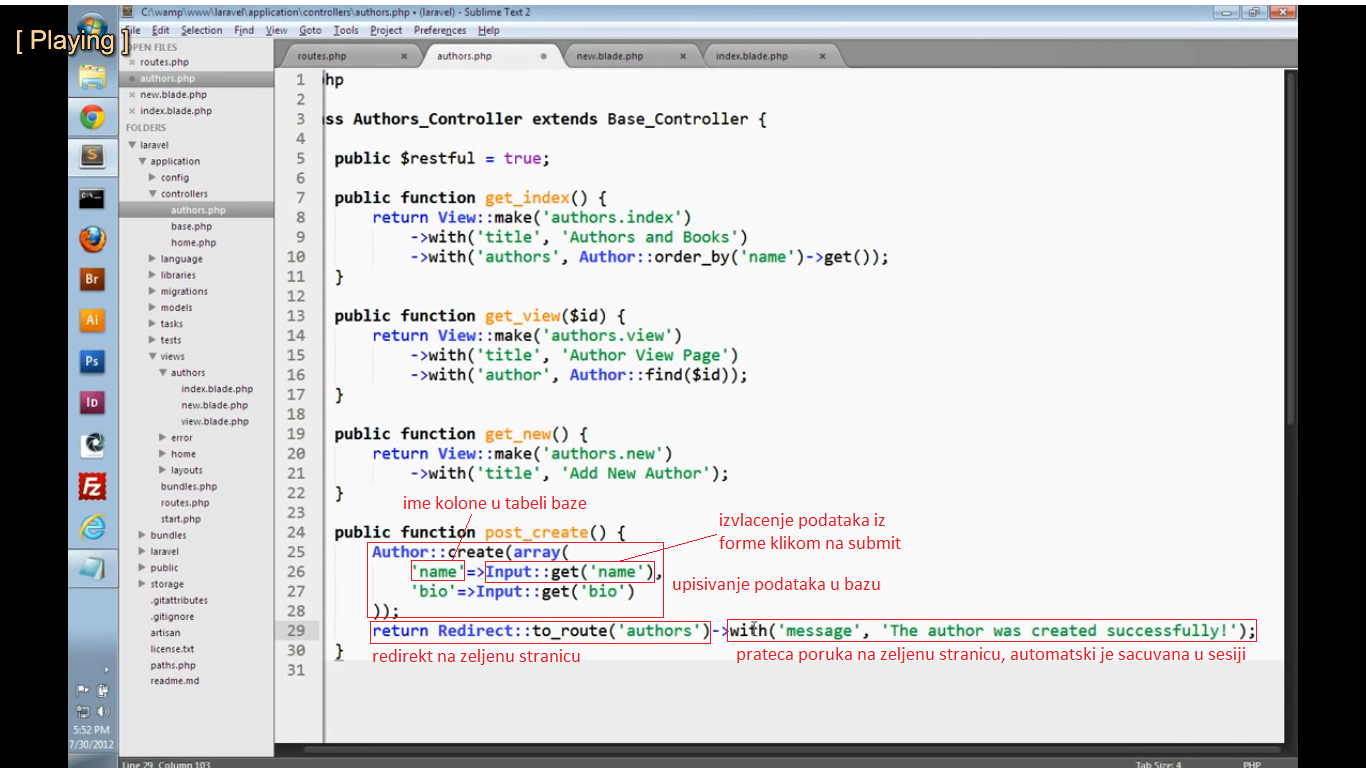 C:\wamp\www\laravel\application\controllers\authors.php • (laravel) - Sublime Text 2
File Edit Selection Find View Goto Tools Project Preferences Help
[ Playing ]
OPEN FILES
routes.php
authors.php
new.blade.php
index.blade.php
FOLDERS
laravel
application
config
controllers
authors.php
base.php
home.php
language
libraries
migrations
models
tasks
tests
views
authors
index.blade.php
new.blade.php
view.blade.php
error
home
layouts
bundles.php
routes.php
start.php
bundles
laravel
public
storage
.gitattributes
.gitignore
artisan
license.txt
paths.php
readme.md
Br
Ai
Ps
Id
Fz
5:52 PM
7/30/2012
routes.php authors.php new.blade.php index.blade.php
1 hp
2
3 ss Authors_Controller extends Base_Controller {
4
5 public $restful = true;
6
7 public function get_index() {
8 return View::make('authors.index')
9 ->with('title', 'Authors and Books')
10 ->with('authors', Author::order_by('name')->get());
11 }
12
13 public function get_view($id) {
14 return View::make('authors.view')
15 ->with('title', 'Author View Page')
16 ->with('author', Author::find($id));
17 }
18
19 public function get_new() {
20 return View::make('authors.new')
21 ->with('title', 'Add New Author');
22 }
23
ime kolone u tabeli baze
24 public function post_create() {
izvlacenje podataka iz
forme klikom na submit
25 Author::create(array(
26 'name'=>Input::get('name'),
27 'bio'=>Input::get('bio')
upisivanje podataka u bazu
28 ));
29 return Redirect::to_route('authors')->with('message', 'The author was created successfully!');
30 }
redirekt na zeljenu stranicu
prateca poruka na zeljenu stranicu, automatski je sacuvana u sesiji
31
Line 29, Column 103
Tab Size: 4
PHP